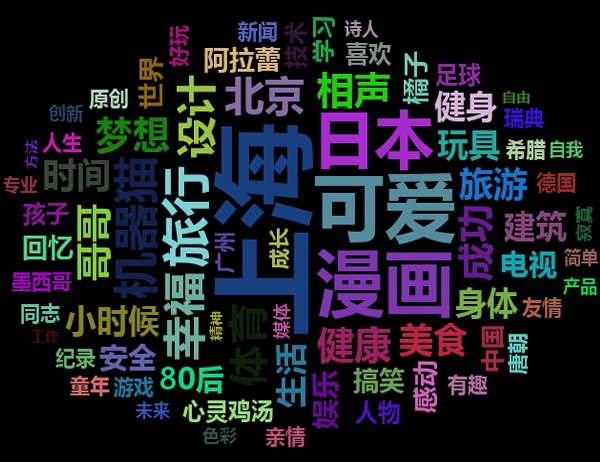 新闻
技术
学习
诗人
好玩
阿拉蕾
喜欢
世界
橘子
足球
原创
设计
北京
相声
健身
自由
创新
瑞典
方法
人生
梦想
上海
日本
玩具
希腊
自我
专业
时间
机器猫
旅行
可爱
旅游
德国
孩子
哥哥
广州
成长
成功
建筑
寂寞
回忆
漫画
电视
简单
墨西哥
幸福
产品
同志
小时候
精神
体育
媒体
身体
友情
工作
健康
美食
中国
唐朝
纪录
安全
生活
童年
游戏
80后
娱乐
搞笑
感动
有趣
未来
心灵鸡汤
人物
色彩
亲情